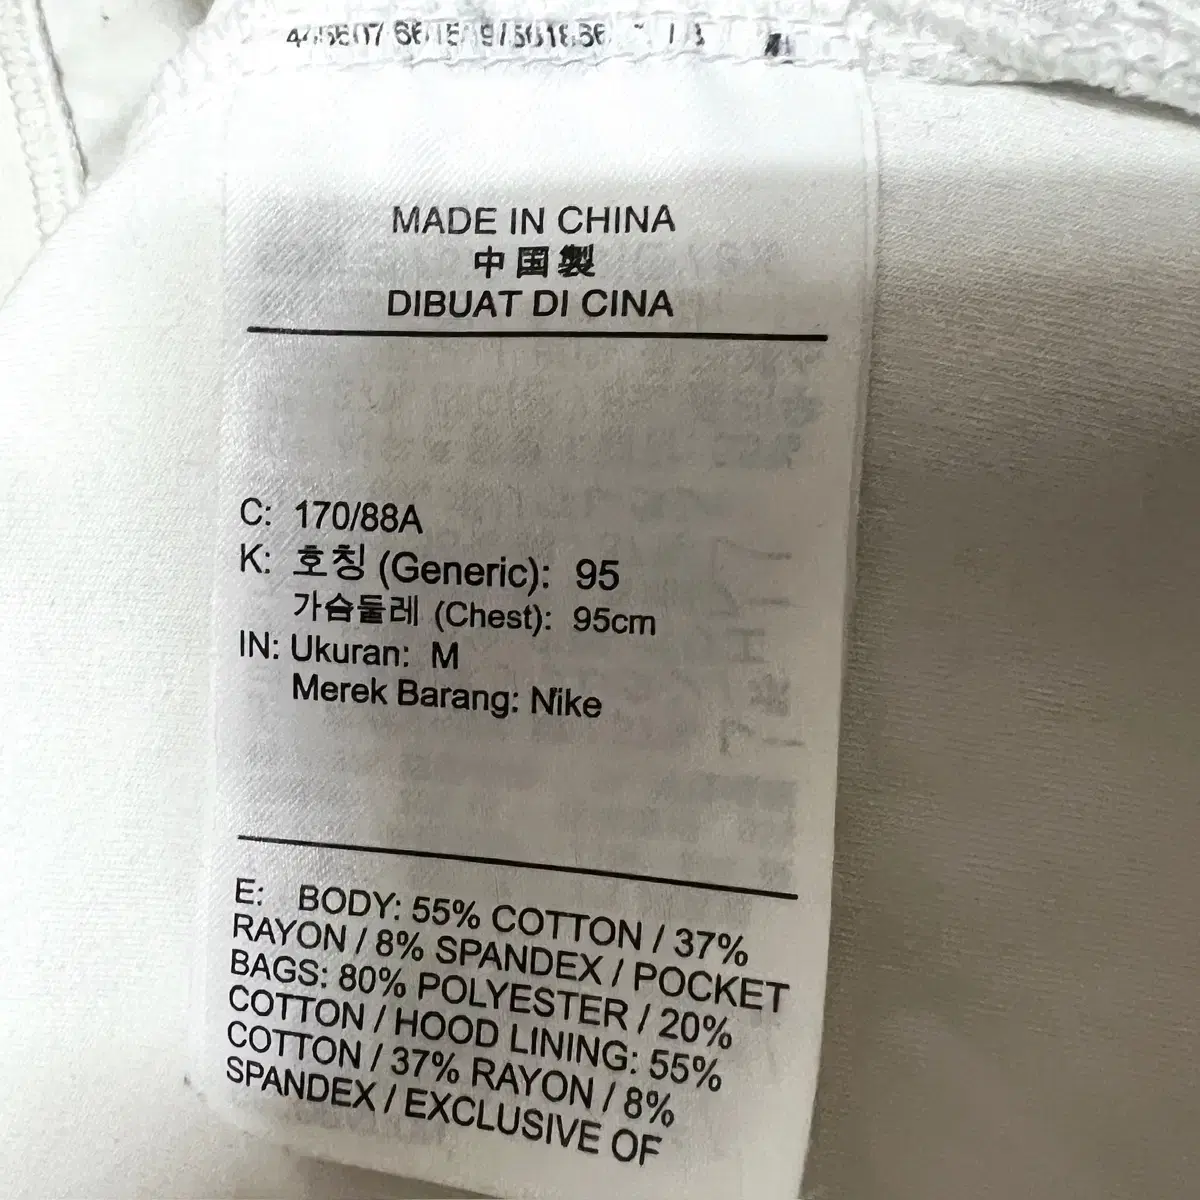 MADE IN CHINA
中国製
DIBUAT DI CINA
C: 170/88A
K: 호칭 (Generic): 95
가슴둘레 (Chest): 95cm
IN: Ukuran: M
Merek Barang: Nike
E: BODY: 55% COTTON / 37%
RAYON / 8% SPANDEX / POCKET
BAGS: 80% POLYESTER / 20%
COTTON / HOOD LINING: 55%
COTTON / 37% RAYON / 8%
SPANDEX / EXCLUSIVE OF